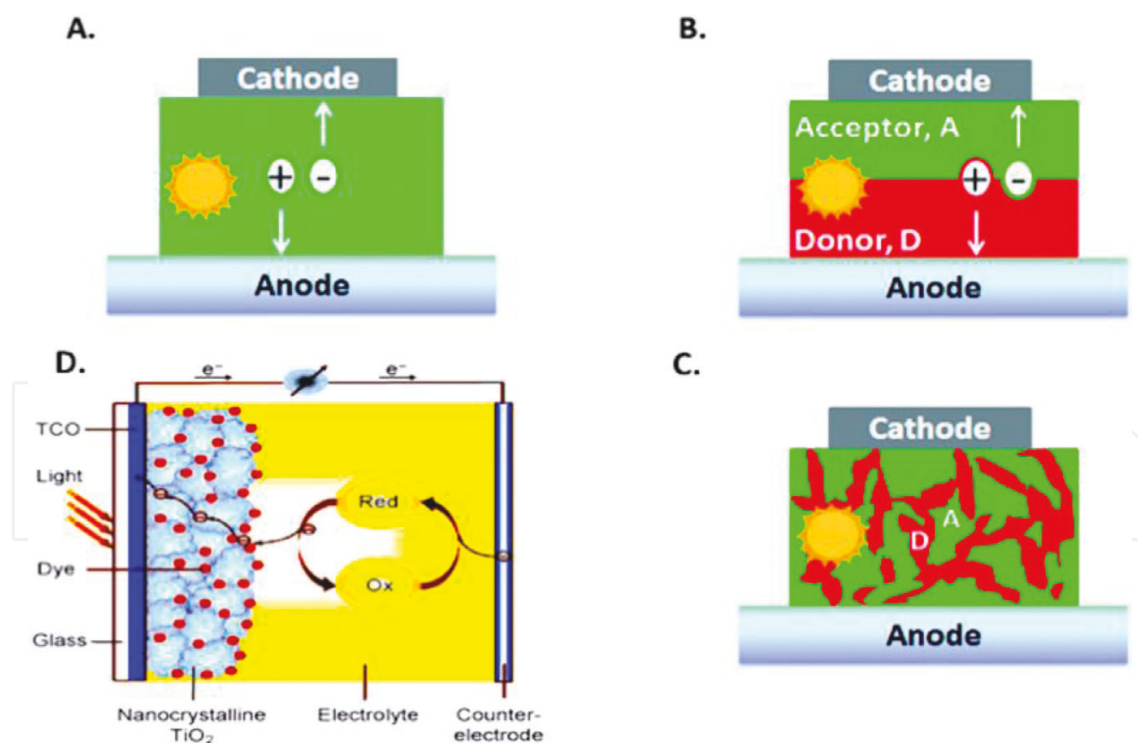 A.
Cathode
+ -
Anode
B.
Cathode
Acceptor, A
+ -
Donor, D
Anode
D.
e⁻ e⁻
TCO
Light
Dye
Glass
Red
Ox
Nanocrystalline
TiO₂
Electrolyte
Counter-
electrode
C.
Cathode
A
D
Anode